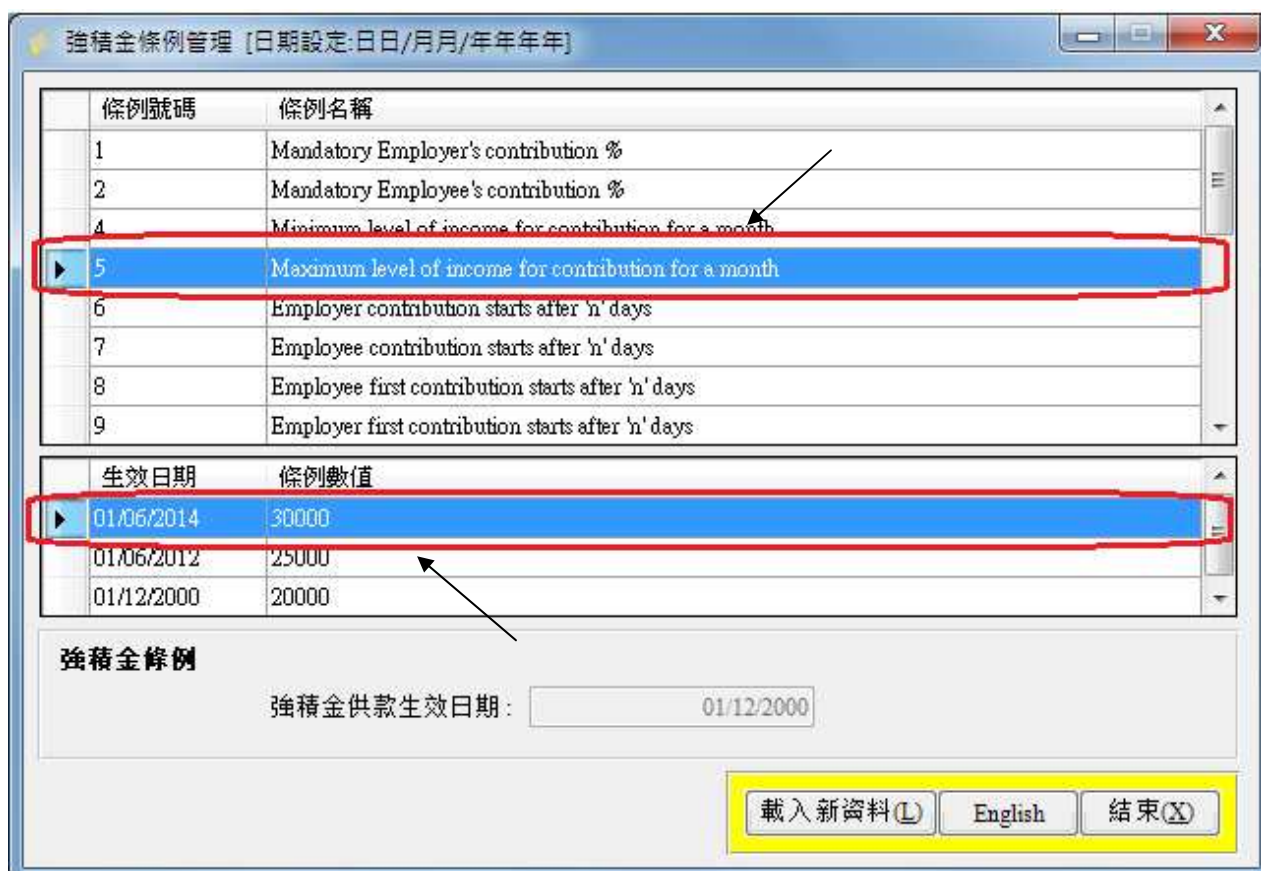 強積金條例管理 [日期設定:日日/月月/年年年年]
條例號碼 條例名稱
1 Mandatory Employer's contribution %
2 Mandatory Employee's contribution %
4 Minimum level of income for contribution for a month
5 Maximum level of income for contribution for a month
6 Employer contribution starts after 'n' days
7 Employee contribution starts after 'n' days
8 Employee first contribution starts after 'n' days
9 Employer first contribution starts after 'n' days
生效日期 條例數值
01/06/2014 30000
01/06/2012 25000
01/12/2000 20000
強積金條例
強積金供款生效日期 : 01/12/2000
載入新資料(L) English 結束(X)